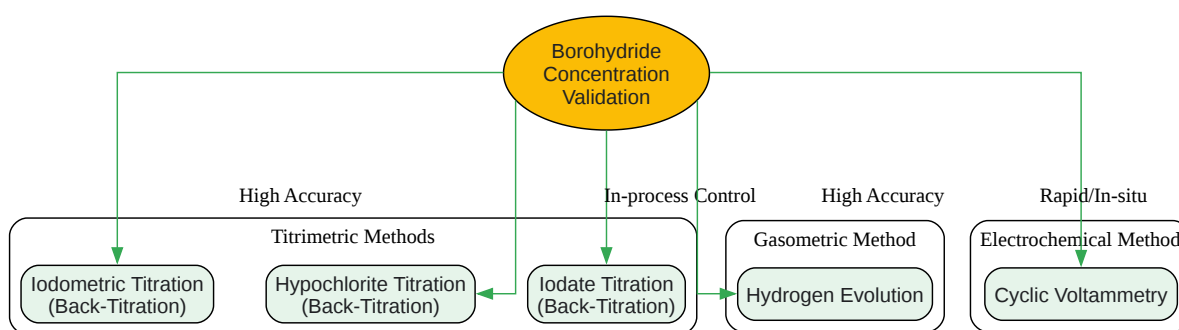 Borohydride
Concentration
Validation
High Accuracy
In-process Control
High Accuracy
Rapid/In-situ
Titrimetric Methods
Gasometric Method
Electrochemical Method
Iodometric Titration
(Back-Titration)
Hypochlorite Titration
(Back-Titration)
Iodate Titration
(Back-Titration)
Hydrogen Evolution
Cyclic Voltammetry